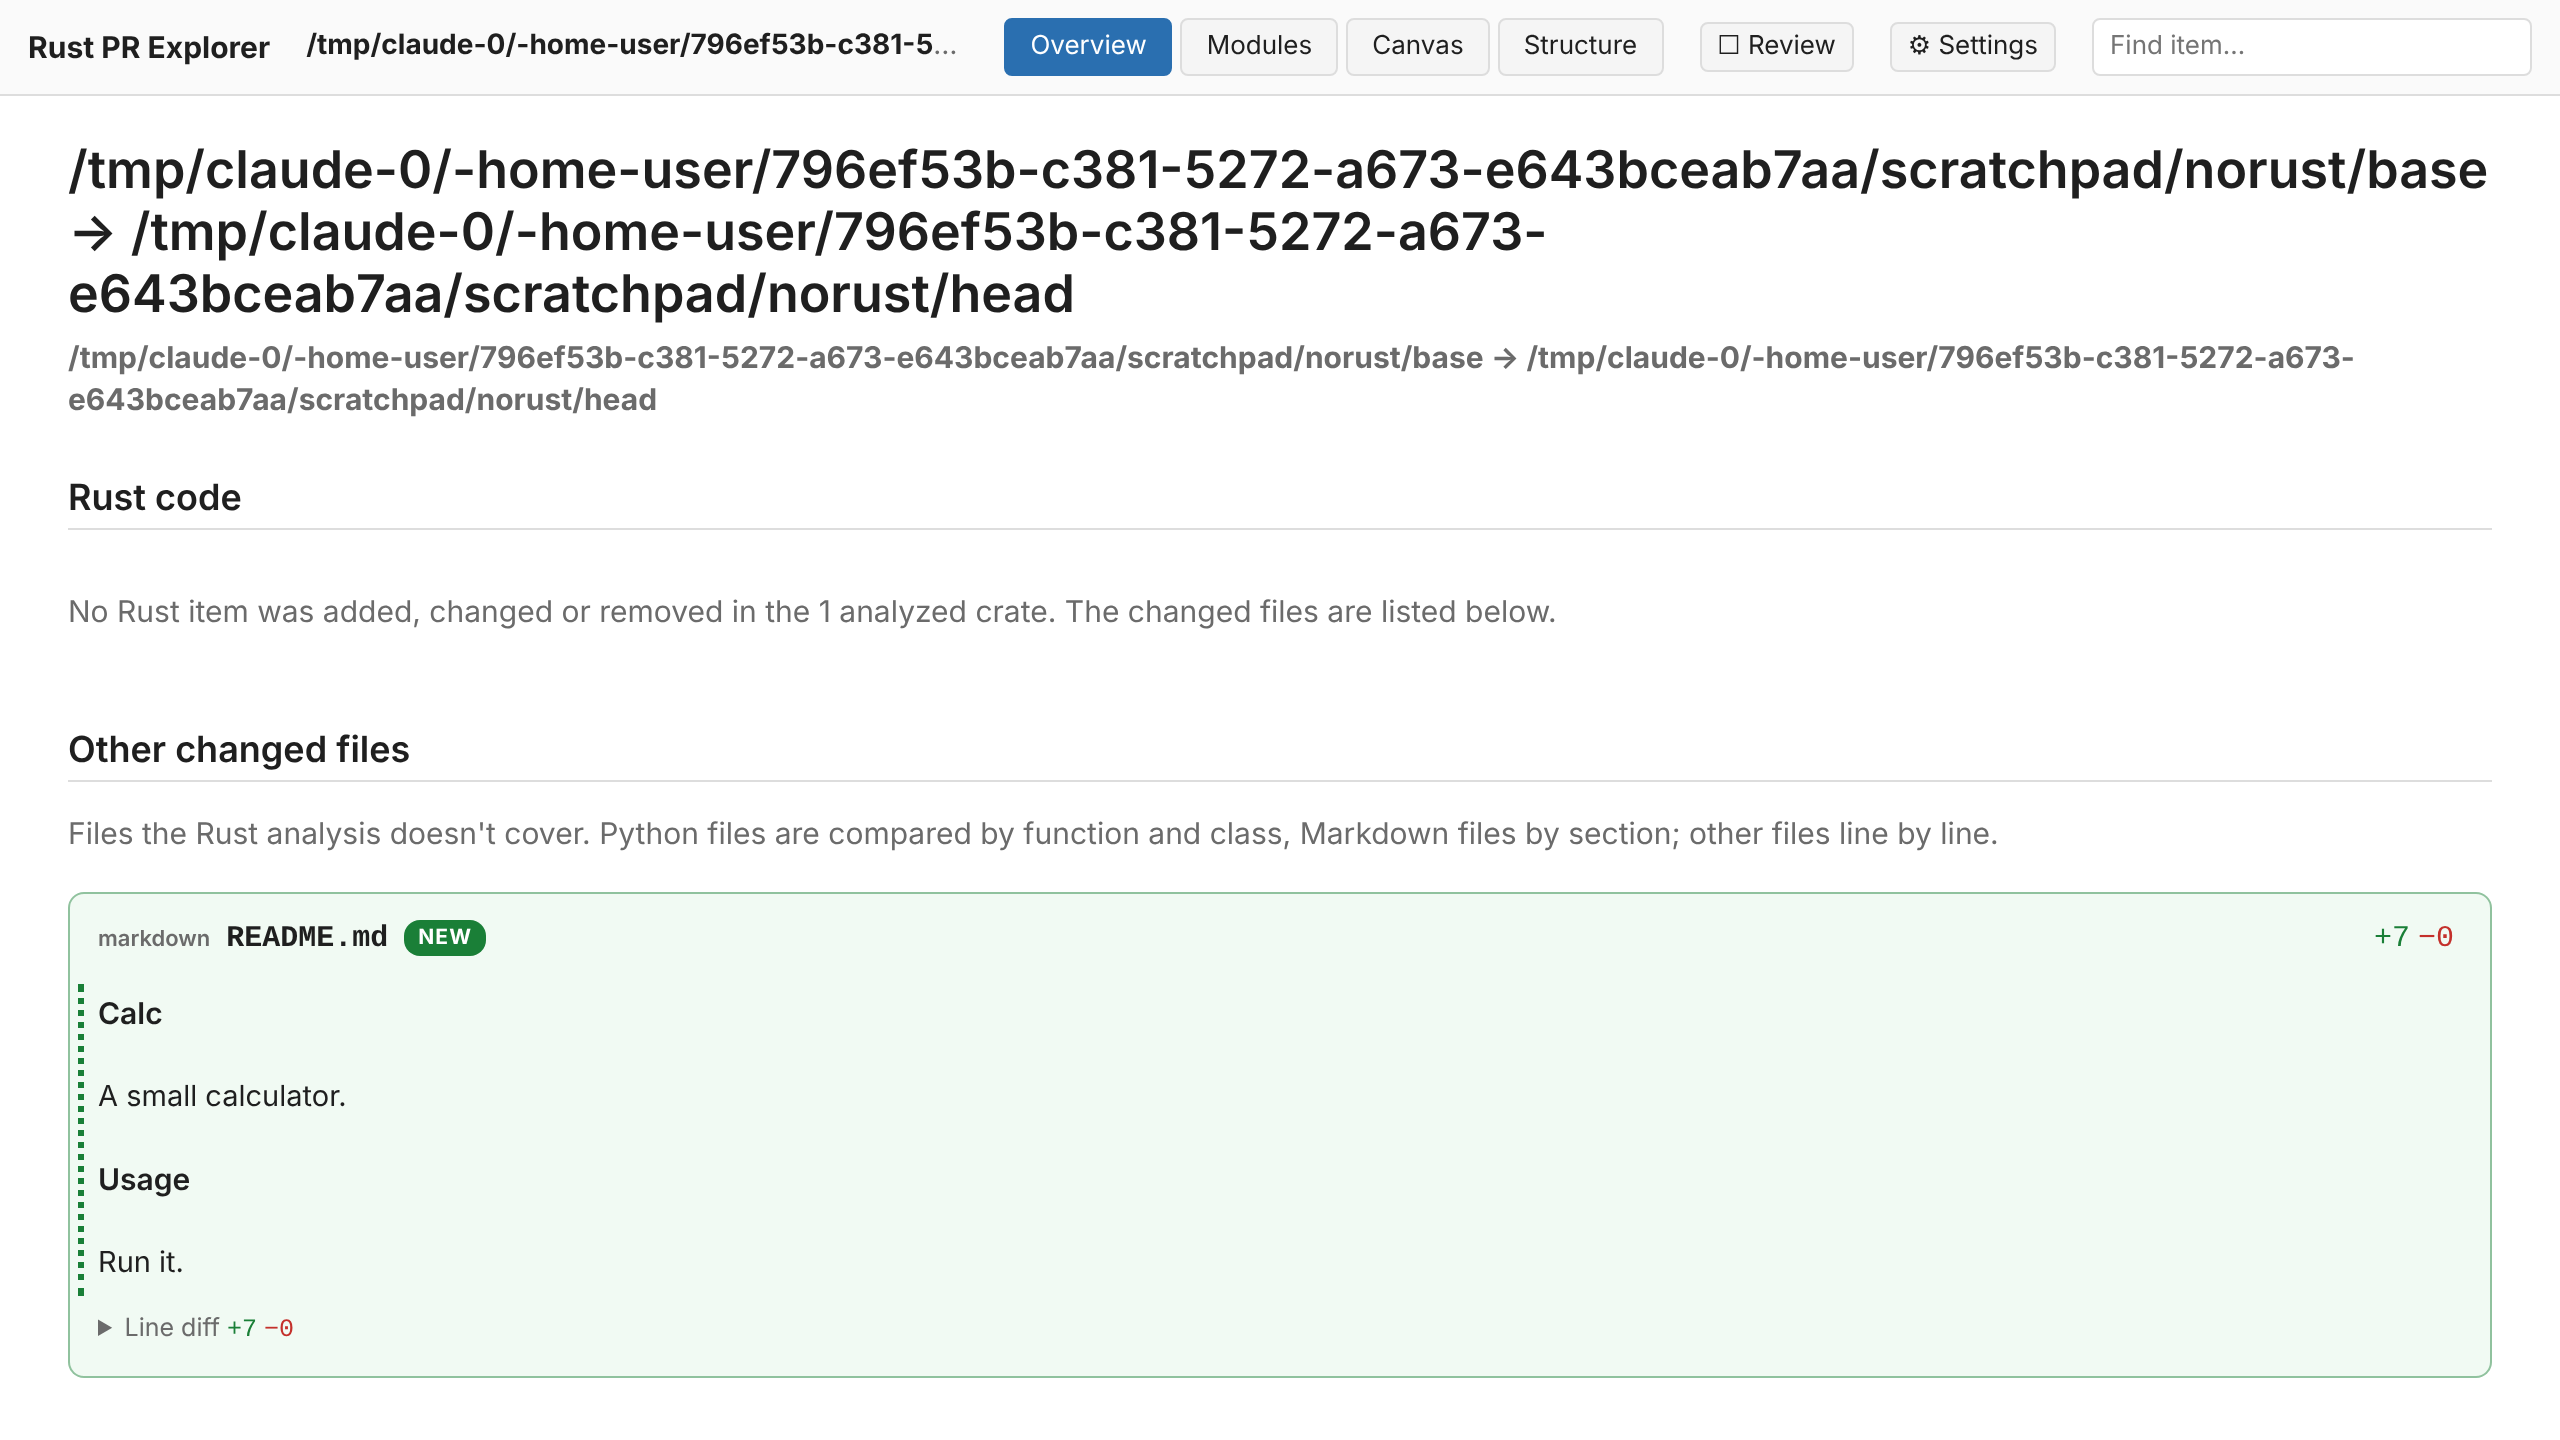 Rust PR Explorer /tmp/claude-0/-home-user/796ef53b-c381-5... Overview Modules Canvas Structure ☐ Review ⚙ Settings Find item...
/tmp/claude-0/-home-user/796ef53b-c381-5272-a673-e643bceab7aa/scratchpad/norust/base
→ /tmp/claude-0/-home-user/796ef53b-c381-5272-a673-
e643bceab7aa/scratchpad/norust/head
/tmp/claude-0/-home-user/796ef53b-c381-5272-a673-e643bceab7aa/scratchpad/norust/base → /tmp/claude-0/-home-user/796ef53b-c381-5272-a673-
e643bceab7aa/scratchpad/norust/head
Rust code
No Rust item was added, changed or removed in the 1 analyzed crate. The changed files are listed below.
Other changed files
Files the Rust analysis doesn't cover. Python files are compared by function and class, Markdown files by section; other files line by line.
markdown README.md NEW +7 −0
Calc
A small calculator.
Usage
Run it.
▶ Line diff +7 −0